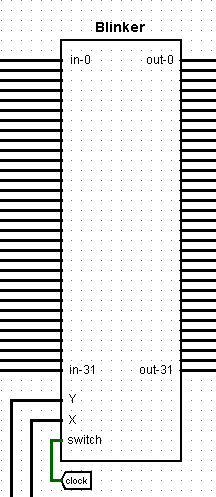 Blinker
in-0 out-0
in-31 out-31
Y
X
switch
clock